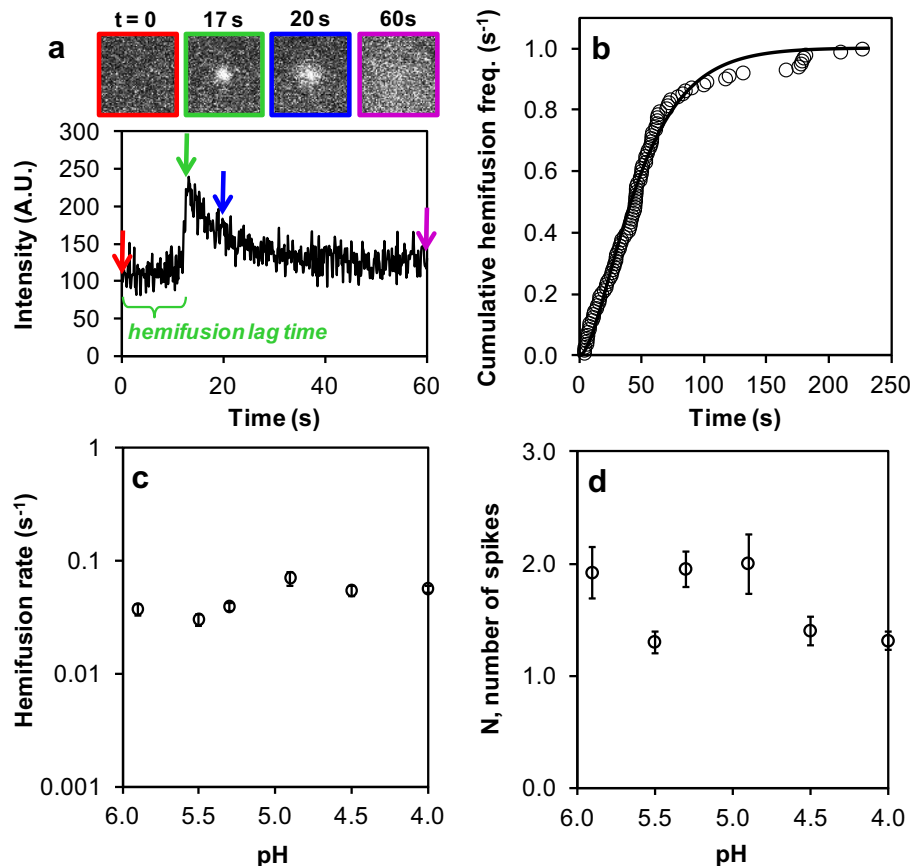 t = 0 17 s 20 s 60s
a
300
250
200
150
100
50
0
Intensity (A.U.)
hemifusion lag time
0 20 40 60
Time (s)
b
1.0
0.8
0.6
0.4
0.2
0.0
Cumulative hemifusion freq. (s⁻¹)
0 50 100 150 200 250
Time (s)
c
1
0.1
0.01
0.001
Hemifusion rate (s⁻¹)
6.0 5.5 5.0 4.5 4.0
pH
d
3.0
2.0
1.0
0.0
N, number of spikes
6.0 5.5 5.0 4.5 4.0
pH